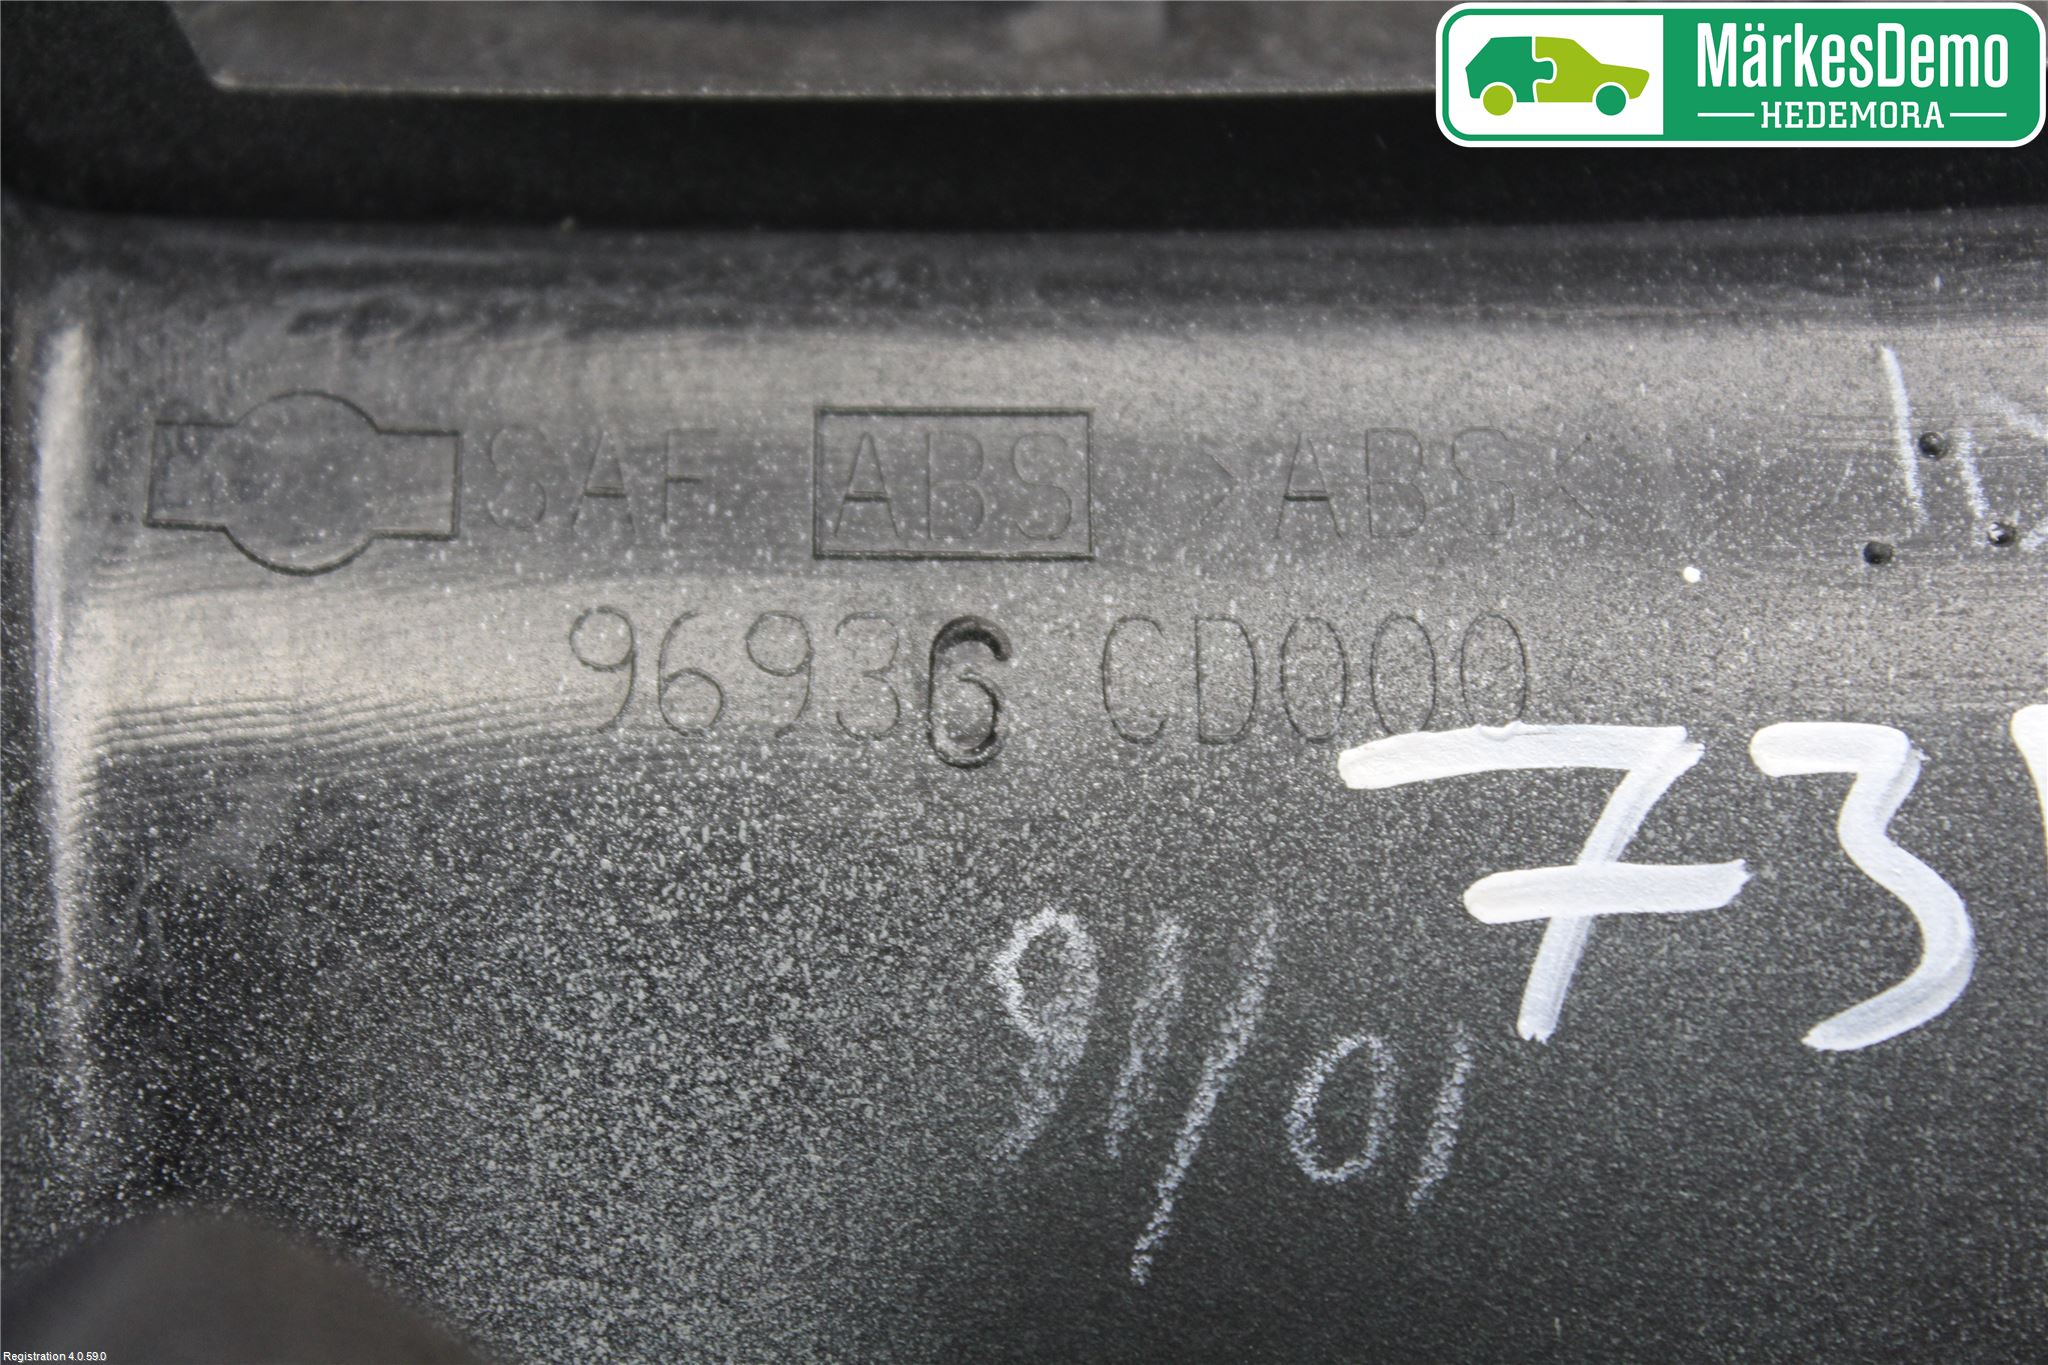 MärkesDemo
HEDEMORA
SAF ABS >ABS<
96936 CD000
73
91/01
Registration 4.0.59.0